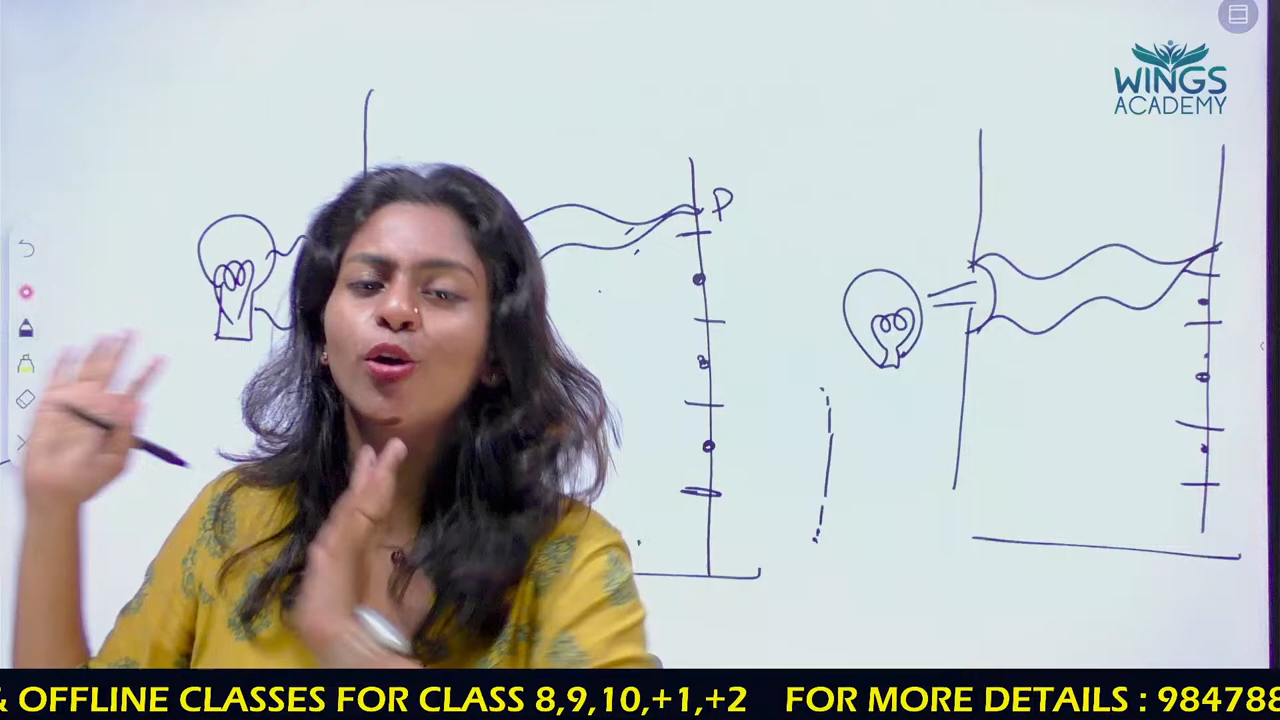 WINGS
ACADEMY
P
& OFFLINE CLASSES FOR CLASS 8,9,10,+1,+2 FOR MORE DETAILS : 984788